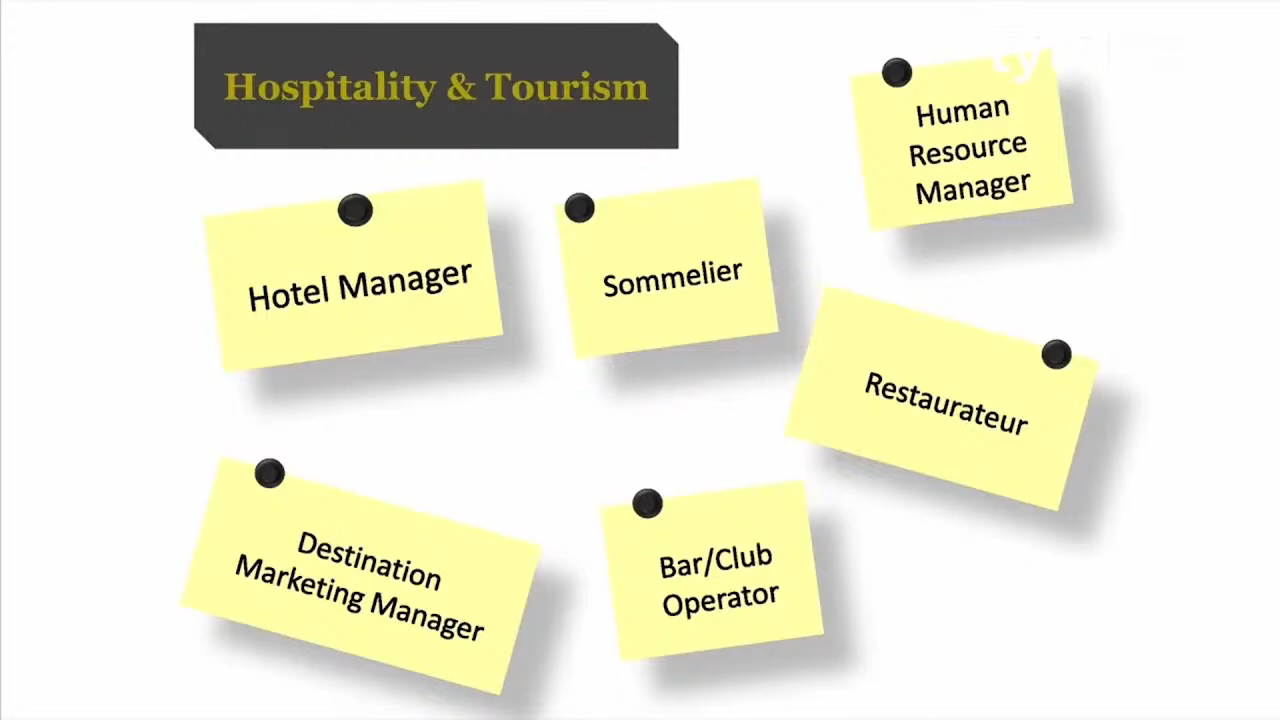 Hospitality & Tourism
Human
Resource
Manager
Hotel Manager
Sommelier
Restaurateur
Destination
Marketing Manager
Bar/Club
Operator